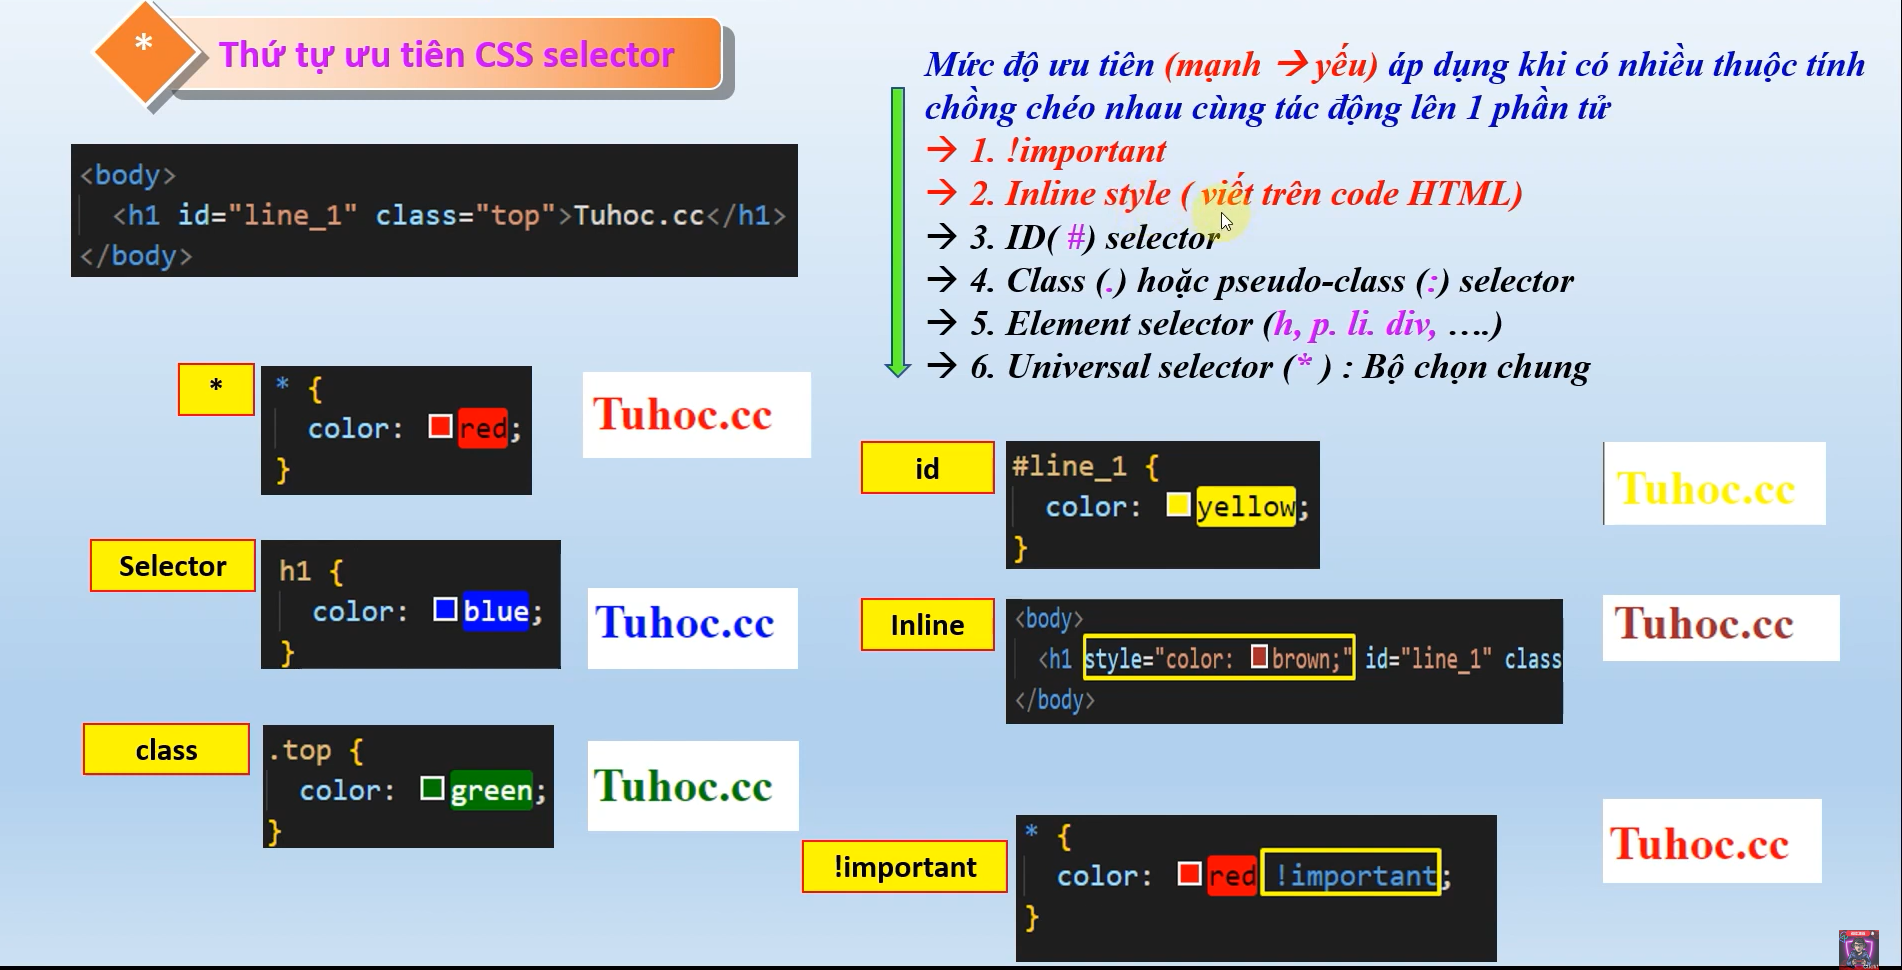 *
Thứ tự ưu tiên CSS selector
<body>
<h1 id="line_1" class="top">Tuhoc.cc</h1>
</body>
Mức độ ưu tiên (mạnh → yếu) áp dụng khi có nhiều thuộc tính
chồng chéo nhau cùng tác động lên 1 phần tử
→ 1. !important
→ 2. Inline style ( viết trên code HTML)
→ 3. ID( #) selector
→ 4. Class (.) hoặc pseudo-class (:) selector
→ 5. Element selector (h, p. li. div, ….)
→ 6. Universal selector (* ) : Bộ chọn chung
*
* {
color: red;
}
Tuhoc.cc
Selector
h1 {
color: blue;
}
Tuhoc.cc
class
.top {
color: green;
}
Tuhoc.cc
id
#line_1 {
color: yellow;
}
Tuhoc.cc
Inline
<body>
<h1 style="color: brown;" id="line_1" class
</body>
Tuhoc.cc
!important
* {
color: red !important;
}
Tuhoc.cc